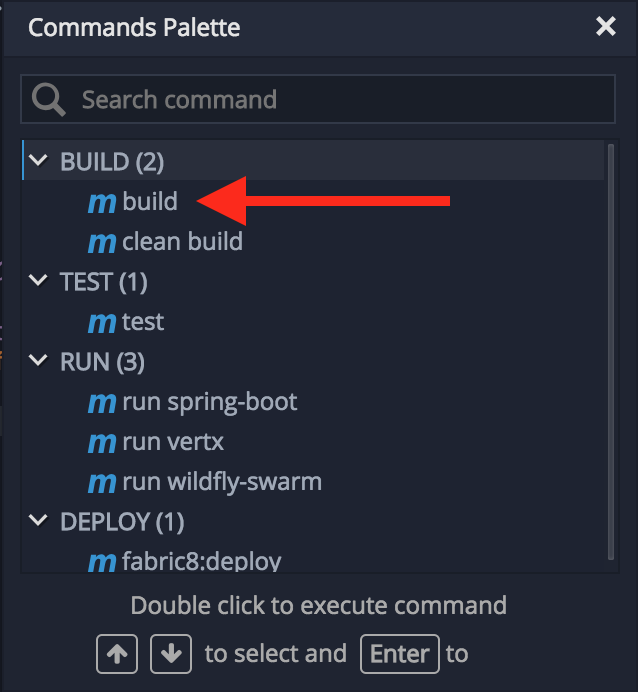 Commands Palette
Search command
BUILD (2)
m build
m clean build
TEST (1)
m test
RUN (3)
m run spring-boot
m run vertx
m run wildfly-swarm
DEPLOY (1)
m fabric8:deploy
Double click to execute command
to select and Enter to